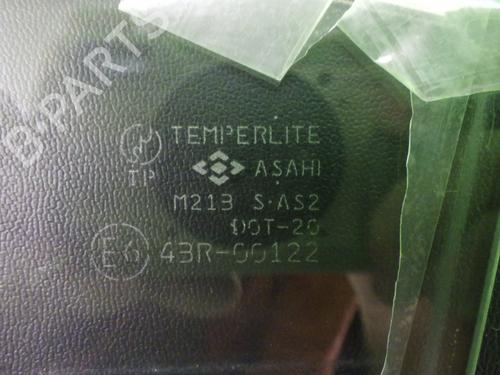 B-PARTS
TEMPERLITE
ASAHI
TP
M213 S·AS2
DOT-20
E6 43R-00122